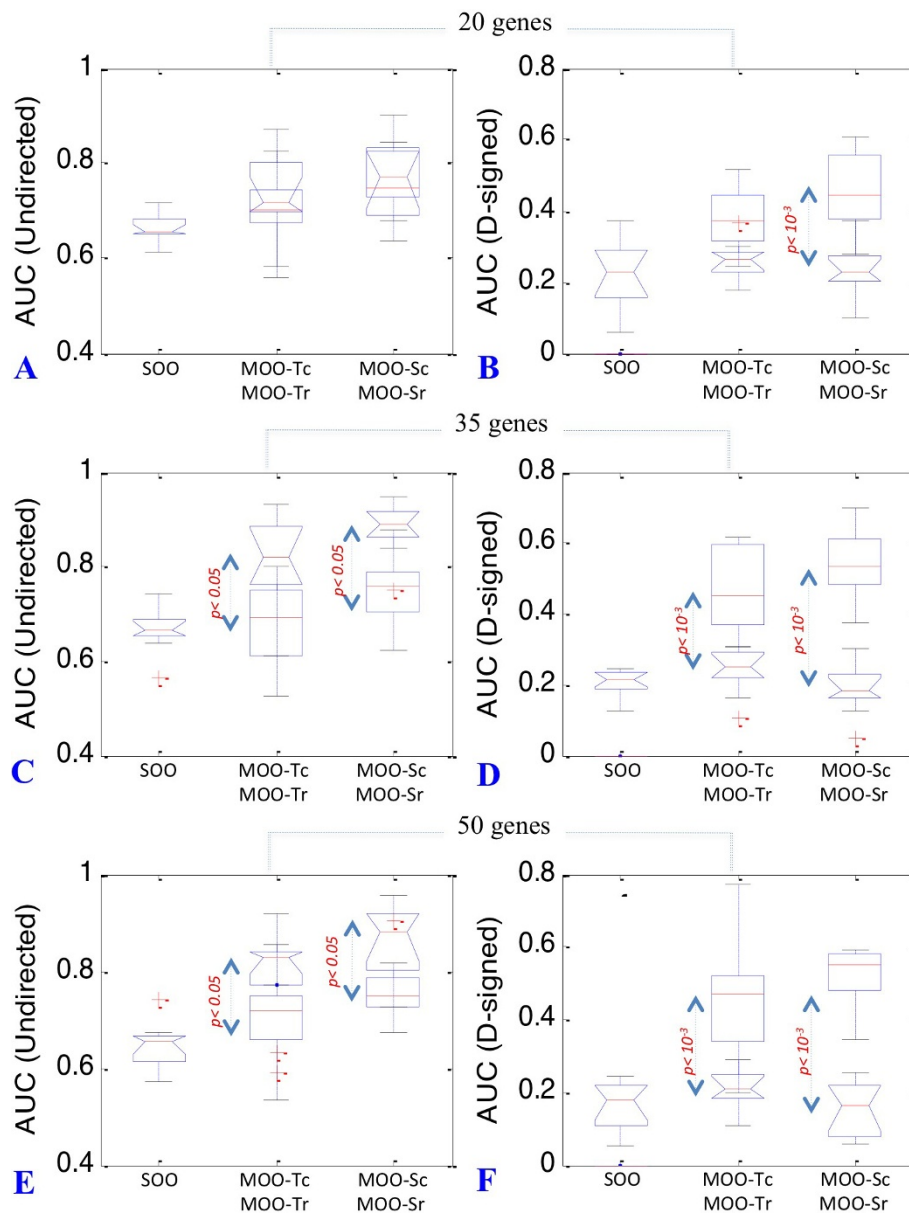 20 genes
1
0.8
0.6
0.4
AUC (Undirected)
A
SOO
MOO-Tc
MOO-Tr
MOO-Sc
MOO-Sr
0.8
0.6
0.4
0.2
0
AUC (D-signed)
p< 10-3
B
SOO
MOO-Tc
MOO-Tr
MOO-Sc
MOO-Sr
35 genes
1
0.8
0.6
0.4
AUC (Undirected)
p< 0.05
p< 0.05
C
SOO
MOO-Tc
MOO-Tr
MOO-Sc
MOO-Sr
0.8
0.6
0.4
0.2
0
AUC (D-signed)
p< 10-3
p< 10-3
D
SOO
MOO-Tc
MOO-Tr
MOO-Sc
MOO-Sr
50 genes
1
0.8
0.6
0.4
AUC (Undirected)
p< 0.05
p< 0.05
E
SOO
MOO-Tc
MOO-Tr
MOO-Sc
MOO-Sr
0.8
0.6
0.4
0.2
0
AUC (D-signed)
p< 10-3
p< 10-3
F
SOO
MOO-Tc
MOO-Tr
MOO-Sc
MOO-Sr